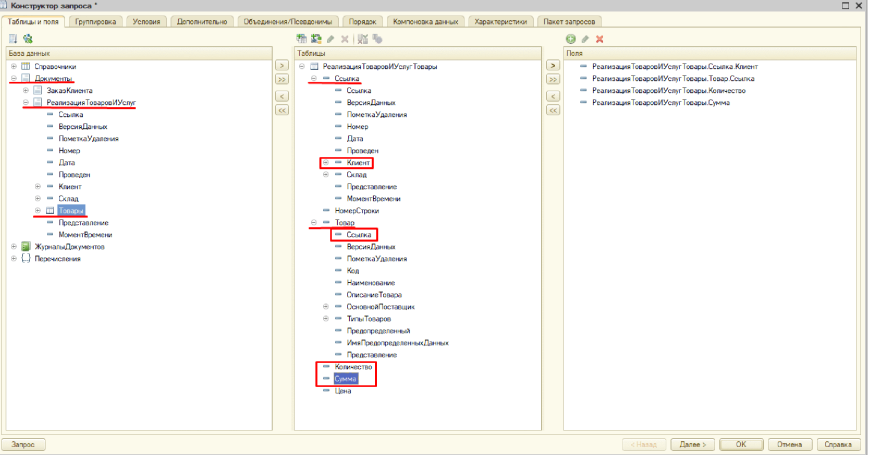 Конструктор запроса *
Таблицы и поля
Группировка
Условия
Дополнительно
Объединения/Псевдонимы
Порядок
Компоновка данных
Характеристики
Пакет запросов
База данных
Справочники
Документы
ЗаказКлиента
РеализацияТоваровИУслуг
Ссылка
ВерсияДанных
ПометкаУдаления
Номер
Дата
Проведен
Клиент
Склад
Товары
Представление
МоментВремени
ЖурналыДокументов
Перечисления
Таблицы
РеализацияТоваровИУслугТовары
Ссылка
Ссылка
ВерсияДанных
ПометкаУдаления
Номер
Дата
Проведен
Клиент
Склад
Представление
МоментВремени
НомерСтроки
Товар
Ссылка
ВерсияДанных
ПометкаУдаления
Код
Наименование
ОписаниеТовара
ОсновнойПоставщик
ТипыТоваров
Предопределенный
ИмяПредопределенныхДанных
Представление
Количество
Сумма
Цена
>
>>
<
<<
>
>>
<
<<
Поля
РеализацияТоваровИУслугТовары.Ссылка.Клиент
РеализацияТоваровИУслугТовары.Товар.Ссылка
РеализацияТоваровИУслугТовары.Количество
РеализацияТоваровИУслугТовары.Сумма
Запрос
< Назад
Далее >
OK
Отмена
Справка